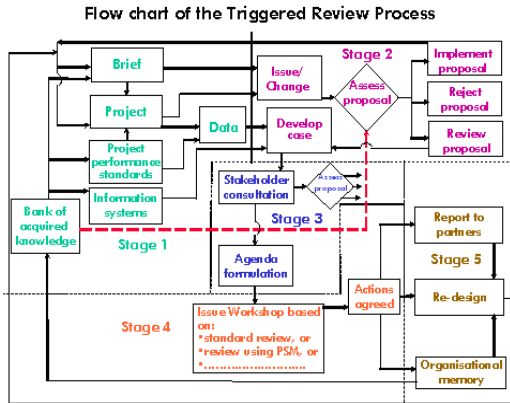 Flow chart of the Triggered Review Process
Stage 2
Brief
Issue/
Change
Assess
proposal
Implement
proposal
Project
Reject
proposal
Data
Develop
case
Review
proposal
Project
performance
standards
Stakeholder
consultation
Assess
proposal
Information
systems
Bank of
acquired
knowledge
Stage 1
Stage 3
Report to
partners
Agenda
formulation
Stage 5
Actions
agreed
Re-design
Stage 4
Issue Workshop based
on:
•standard review, or
•review using PSM, or
•..........................
Organisational
memory